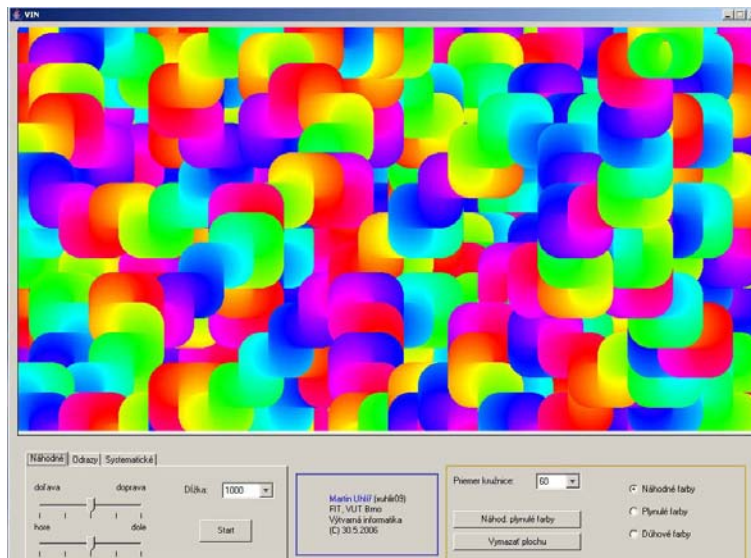 VIN
Náhodné Odrazy Systematické
doľava doprava
hore dole
Dĺžka: 1000
Start
Martin Uhlíř (xuhlir09)
FIT, VUT Brno
Výtvarná informatika
(C) 30.5.2006
Priemer kružnice: 60
Náhod. plynulé farby
Vymazať plochu
Náhodné farby
Plynulé farby
Dúhové farby